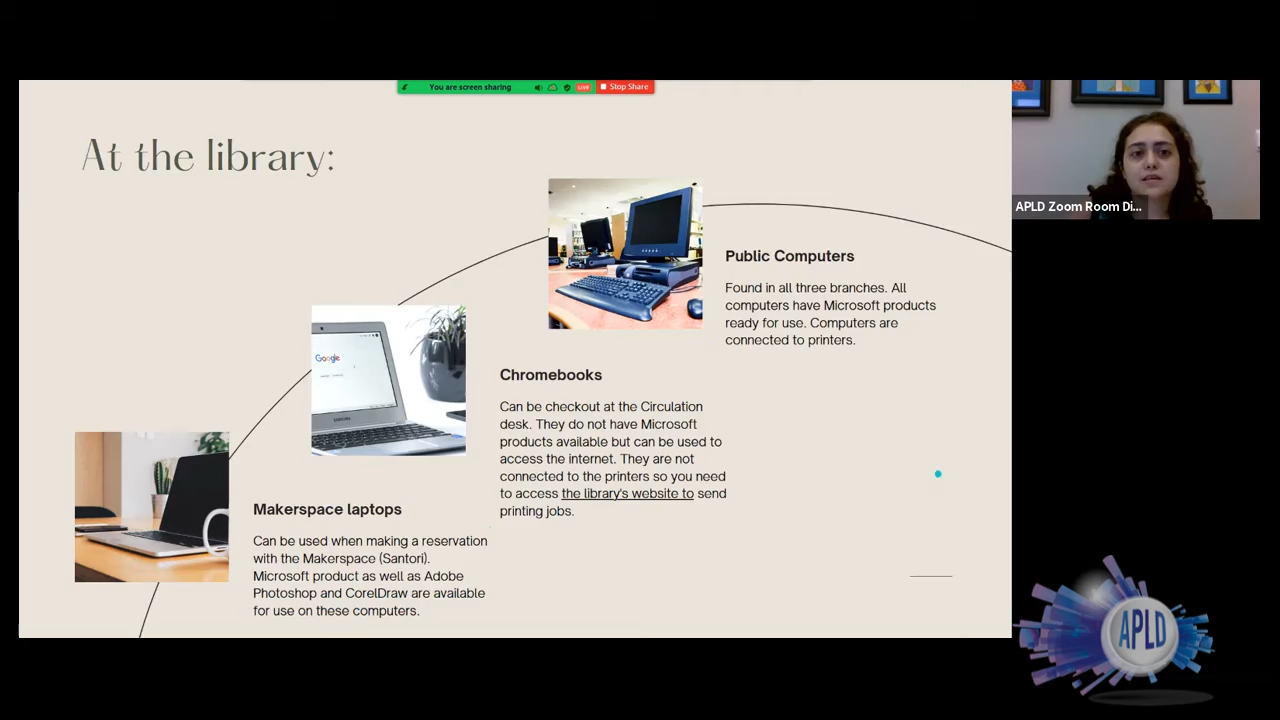 You are screen sharing LIVE Stop Share
At the library:
APLD Zoom Room Di...
Public Computers
Found in all three branches. All
computers have Microsoft products
ready for use. Computers are
connected to printers.
Google
Chromebooks
Can be checkout at the Circulation
desk. They do not have Microsoft
products available but can be used to
access the internet. They are not
connected to the printers so you need
to access the library's website to send
printing jobs.
SAMSUNG
Makerspace laptops
Can be used when making a reservation
with the Makerspace (Santori).
Microsoft product as well as Adobe
Photoshop and CorelDraw are available
for use on these computers.
APLD